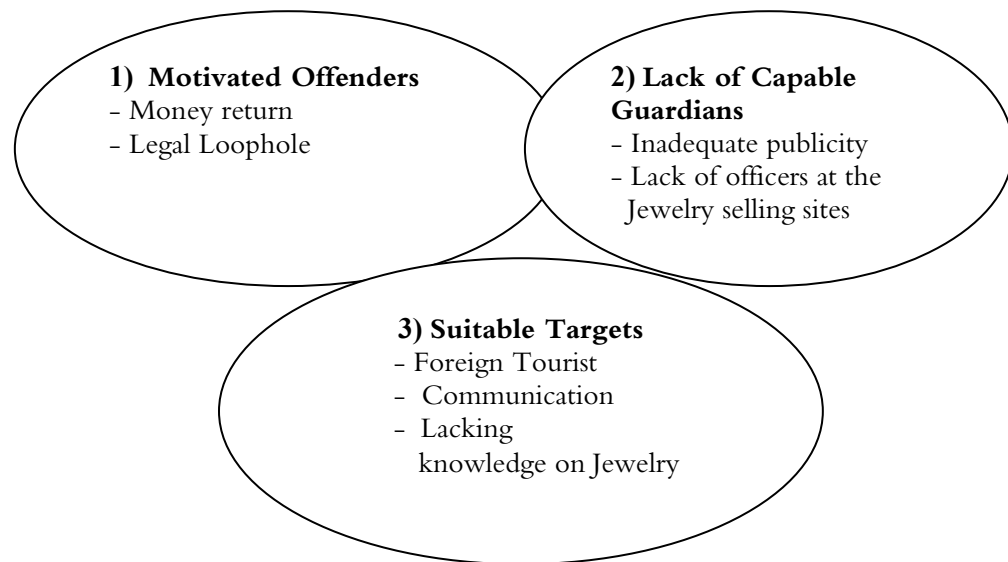 1) Motivated Offenders
- Money return
- Legal Loophole
2) Lack of Capable
Guardians
- Inadequate publicity
- Lack of officers at the
Jewelry selling sites
3) Suitable Targets
- Foreign Tourist
- Communication
- Lacking
knowledge on Jewelry